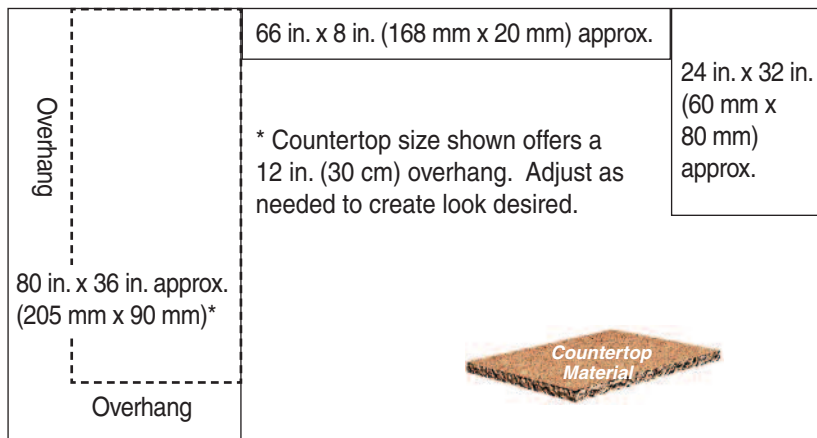 66 in. x 8 in. (168 mm x 20 mm) approx.
24 in. x 32 in.
(60 mm x
80 mm)
approx.
Overhang
* Countertop size shown offers a
12 in. (30 cm) overhang. Adjust as
needed to create look desired.
80 in. x 36 in. approx.
(205 mm x 90 mm)*
Countertop
Material
Overhang